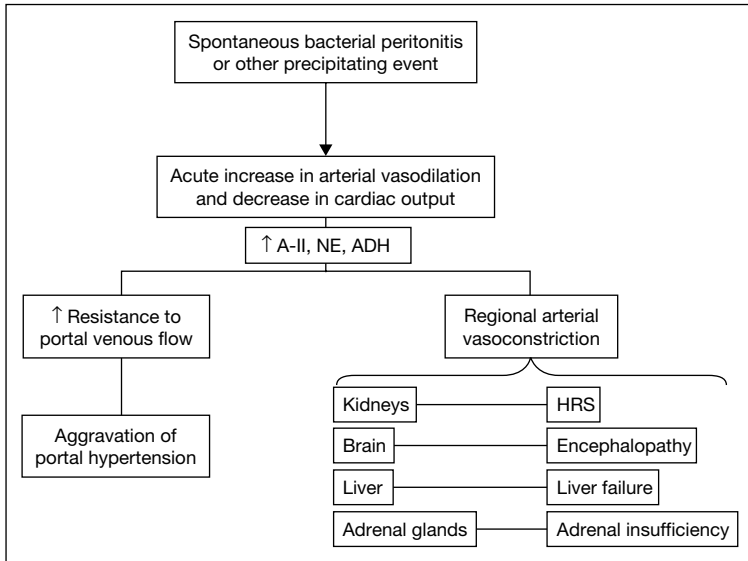 Spontaneous bacterial peritonitis
or other precipitating event
Acute increase in arterial vasodilation
and decrease in cardiac output
↑ A-II, NE, ADH
↑ Resistance to
portal venous flow
Regional arterial
vasoconstriction
Aggravation of
portal hypertension
Kidneys
HRS
Brain
Encephalopathy
Liver
Liver failure
Adrenal glands
Adrenal insufficiency